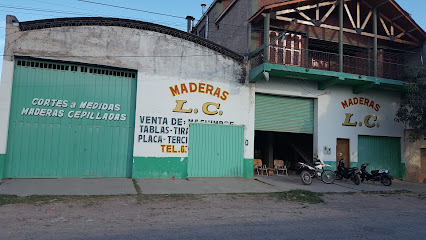 CORTES a MEDIDAS
MADERAS CEPILLADAS
MADERAS
L.C.
VENTA DE:
TABLAS-
PLACA-
TEL.
MADERAS
L.C.